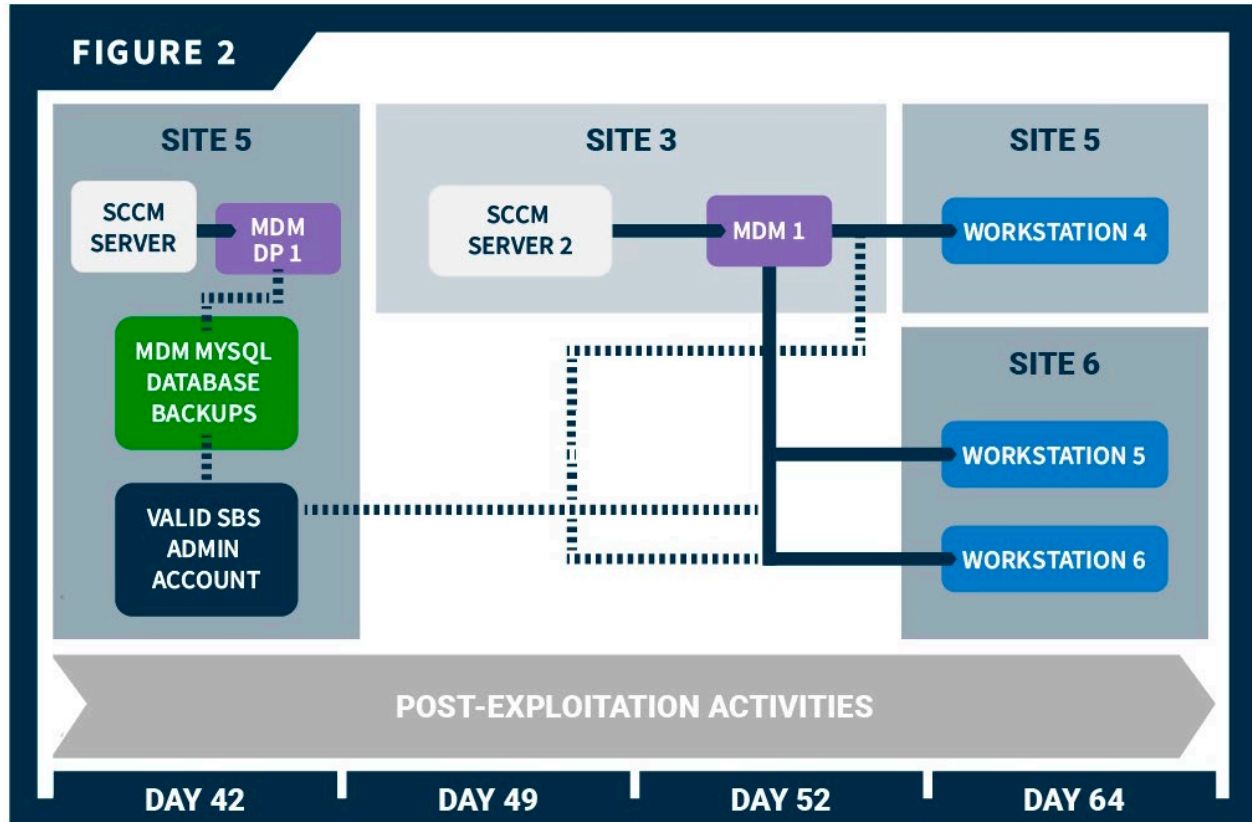 FIGURE 2
SITE 5
SCCM
SERVER
MDM
DP 1
MDM MYSQL
DATABASE
BACKUPS
VALID SBS
ADMIN
ACCOUNT
SITE 3
SCCM
SERVER 2
MDM 1
SITE 5
WORKSTATION 4
SITE 6
WORKSTATION 5
WORKSTATION 6
POST-EXPLOITATION ACTIVITIES
DAY 42
DAY 49
DAY 52
DAY 64